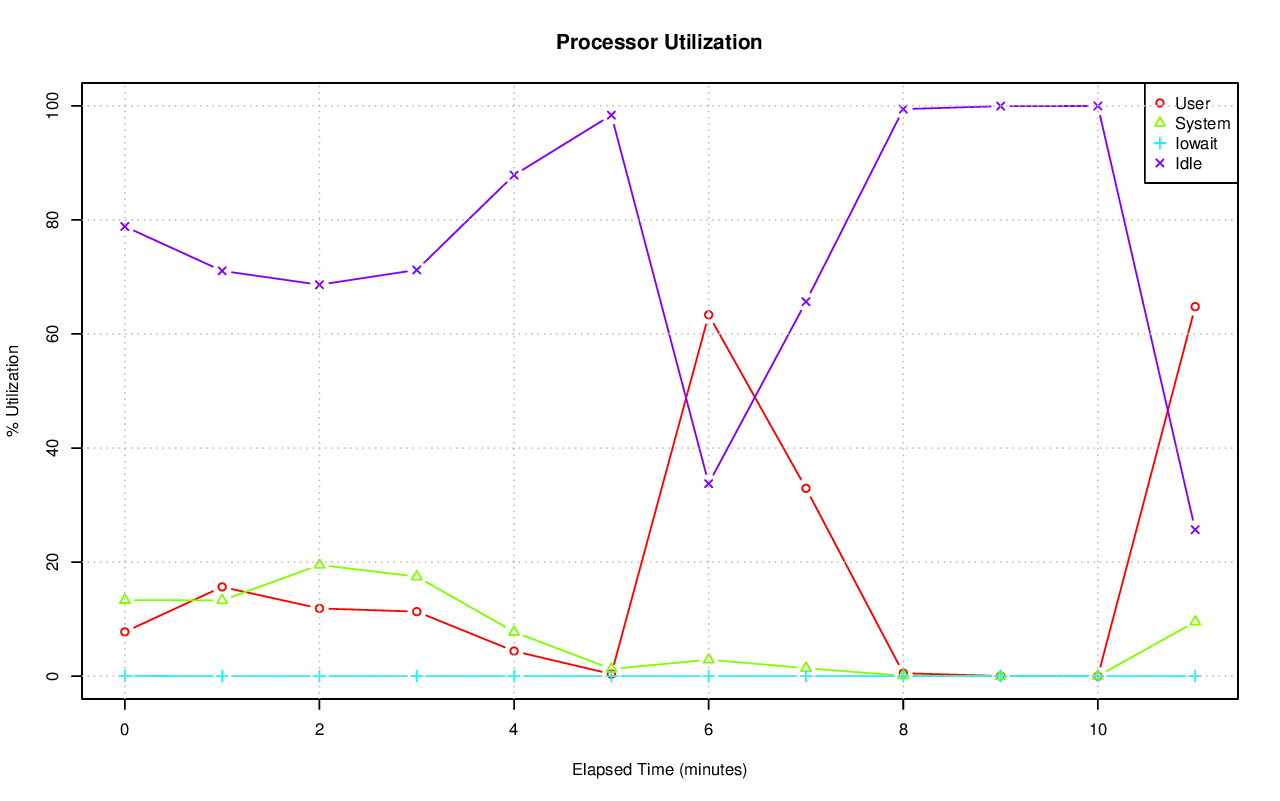 Processor Utilization
100
80
60
40
20
0
% Utilization
User
System
Iowait
Idle
0 2 4 6 8 10
Elapsed Time (minutes)